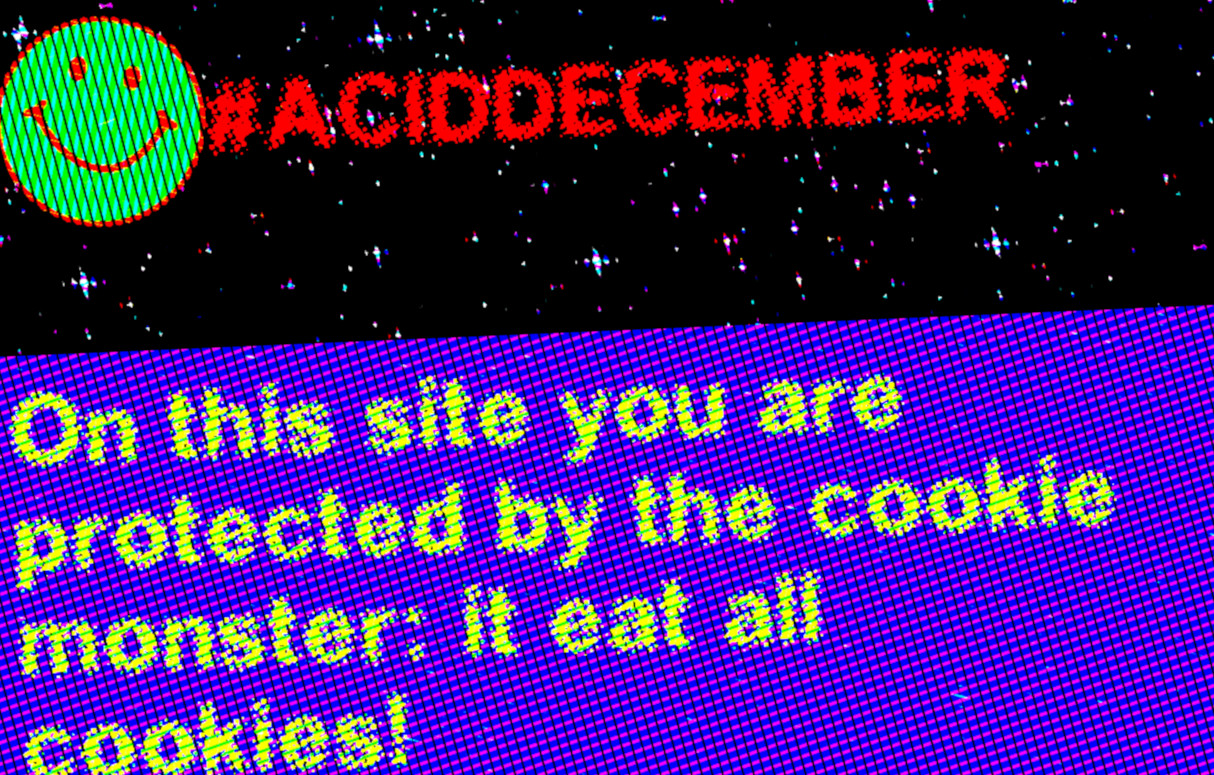 #ACIDDECEMBER
On this site you are
protected by the cookie
monster: it eat all
cookies!